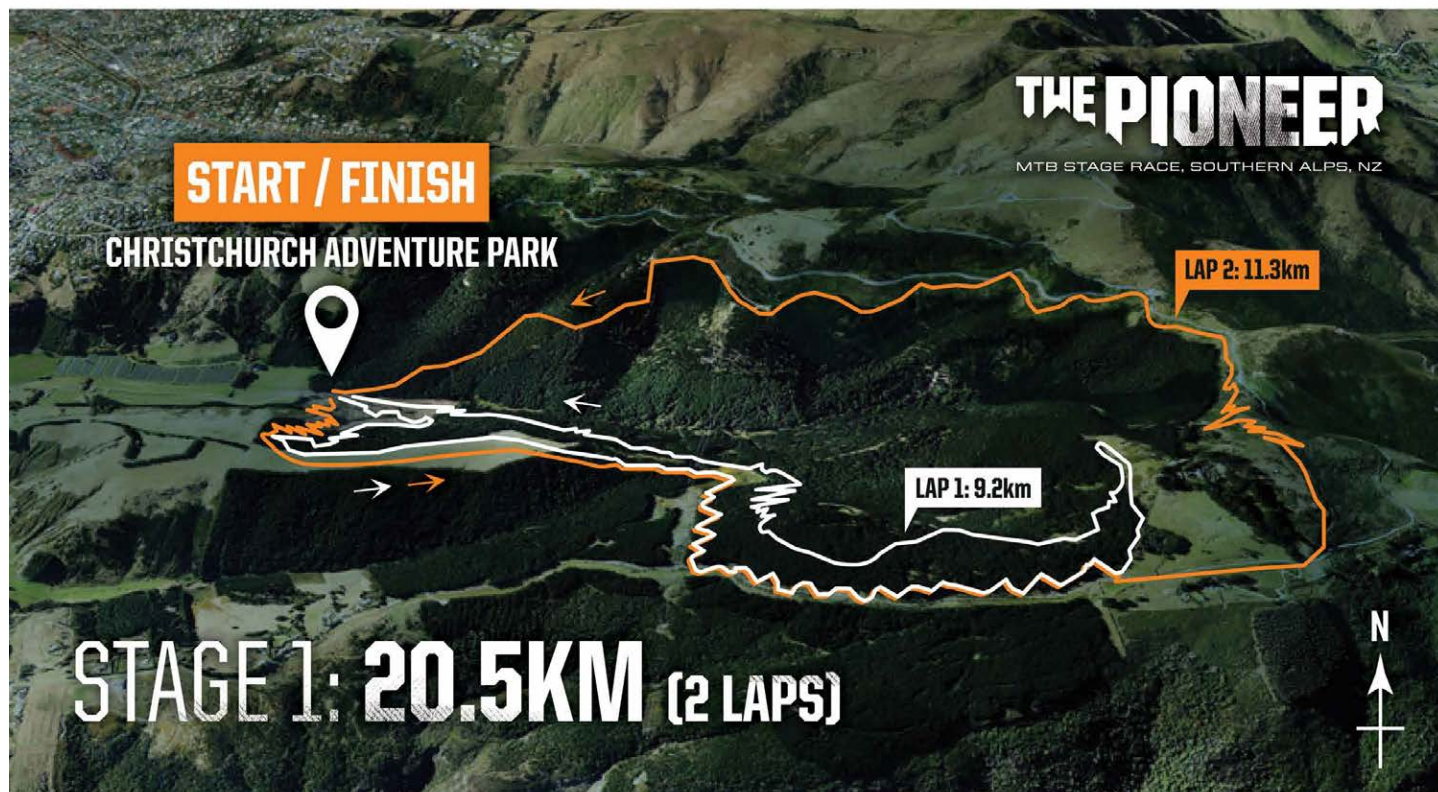 THE PIONEER
MTB STAGE RACE, SOUTHERN ALPS, NZ
START / FINISH
CHRISTCHURCH ADVENTURE PARK
LAP 2: 11.3km
LAP 1: 9.2km
STAGE 1: 20.5KM (2 LAPS)
N